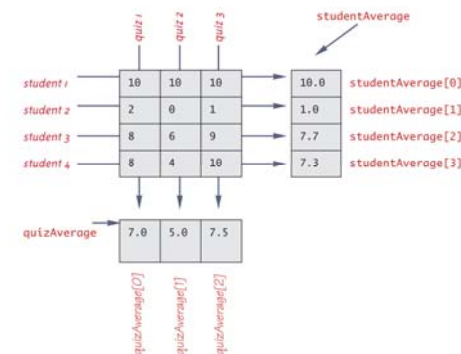 studentAverage
quiz 1
quiz 2
quiz 3
student 1 10 10 10 10.0 studentAverage[0]
student 2 2 0 1 1.0 studentAverage[1]
student 3 8 6 9 7.7 studentAverage[2]
student 4 8 4 10 7.3 studentAverage[3]
quizAverage 7.0 5.0 7.5
quizAverage[0]
quizAverage[1]
quizAverage[2]